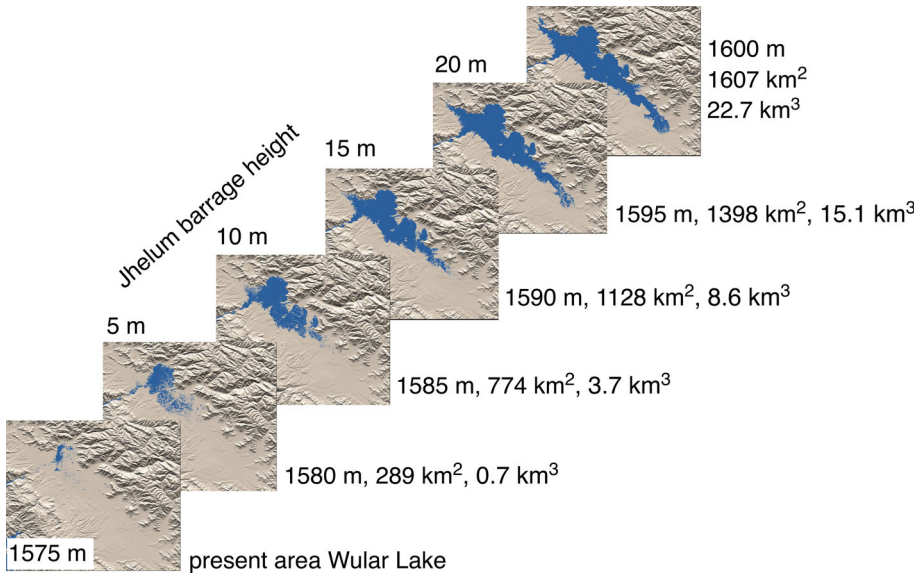 1600 m
1607 km²
22.7 km³
20 m
1595 m, 1398 km², 15.1 km³
15 m
1590 m, 1128 km², 8.6 km³
Jhelum barrage height
10 m
1585 m, 774 km², 3.7 km³
5 m
1580 m, 289 km², 0.7 km³
1575 m
present area Wular Lake